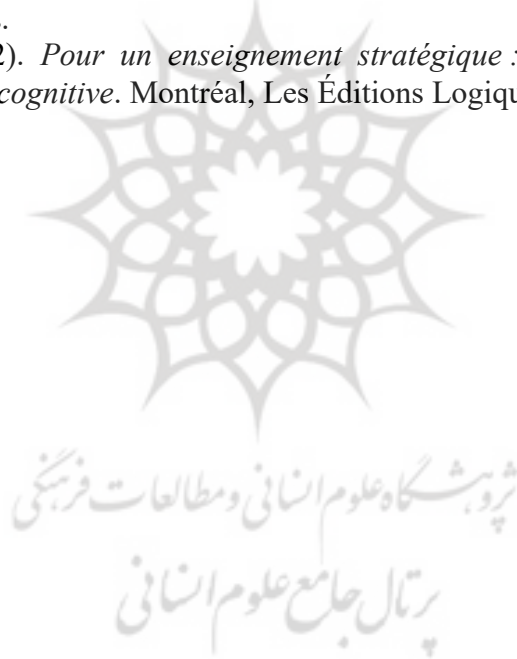 2). Pour un enseignement stratégique :
cognitive. Montréal, Les Éditions Logiqu
پژوهشگاه علوم انسانی و مطالعات فرهنگی
پرتال جامع علوم انسانی